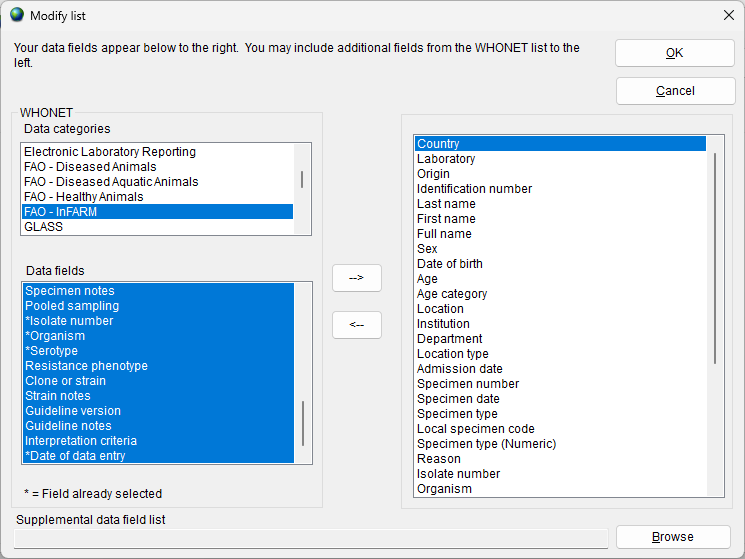 Modify list
Your data fields appear below to the right.  You may include additional fields from the WHONET list to the
left.
OK
Cancel
WHONET
Data categories
Electronic Laboratory Reporting
FAO - Diseased Animals
FAO - Diseased Aquatic Animals
FAO - Healthy Animals
FAO - InFARM
GLASS
Data fields
Specimen notes
Pooled sampling
*Isolate number
*Organism
*Serotype
Resistance phenotype
Clone or strain
Strain notes
Guideline version
Guideline notes
Interpretation criteria
*Date of data entry
* = Field already selected
-->
<--
Country
Laboratory
Origin
Identification number
Last name
First name
Full name
Sex
Date of birth
Age
Age category
Location
Institution
Department
Location type
Admission date
Specimen number
Specimen date
Specimen type
Local specimen code
Specimen type (Numeric)
Reason
Isolate number
Organism
Supplemental data field list
Browse